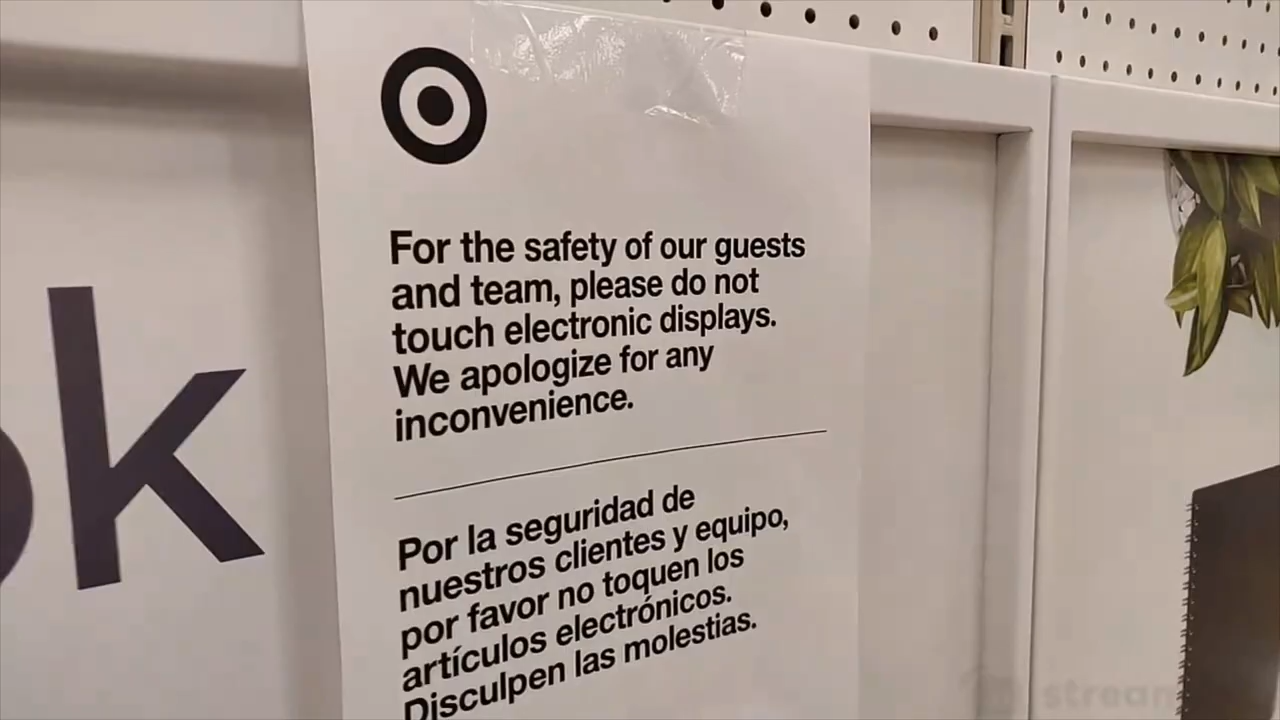 For the safety of our guests
and team, please do not
touch electronic displays.
We apologize for any
inconvenience.
Por la seguridad de
nuestros clientes y equipo,
por favor no toquen los
artículos electrónicos.
Disculpen las molestias.
k
stream